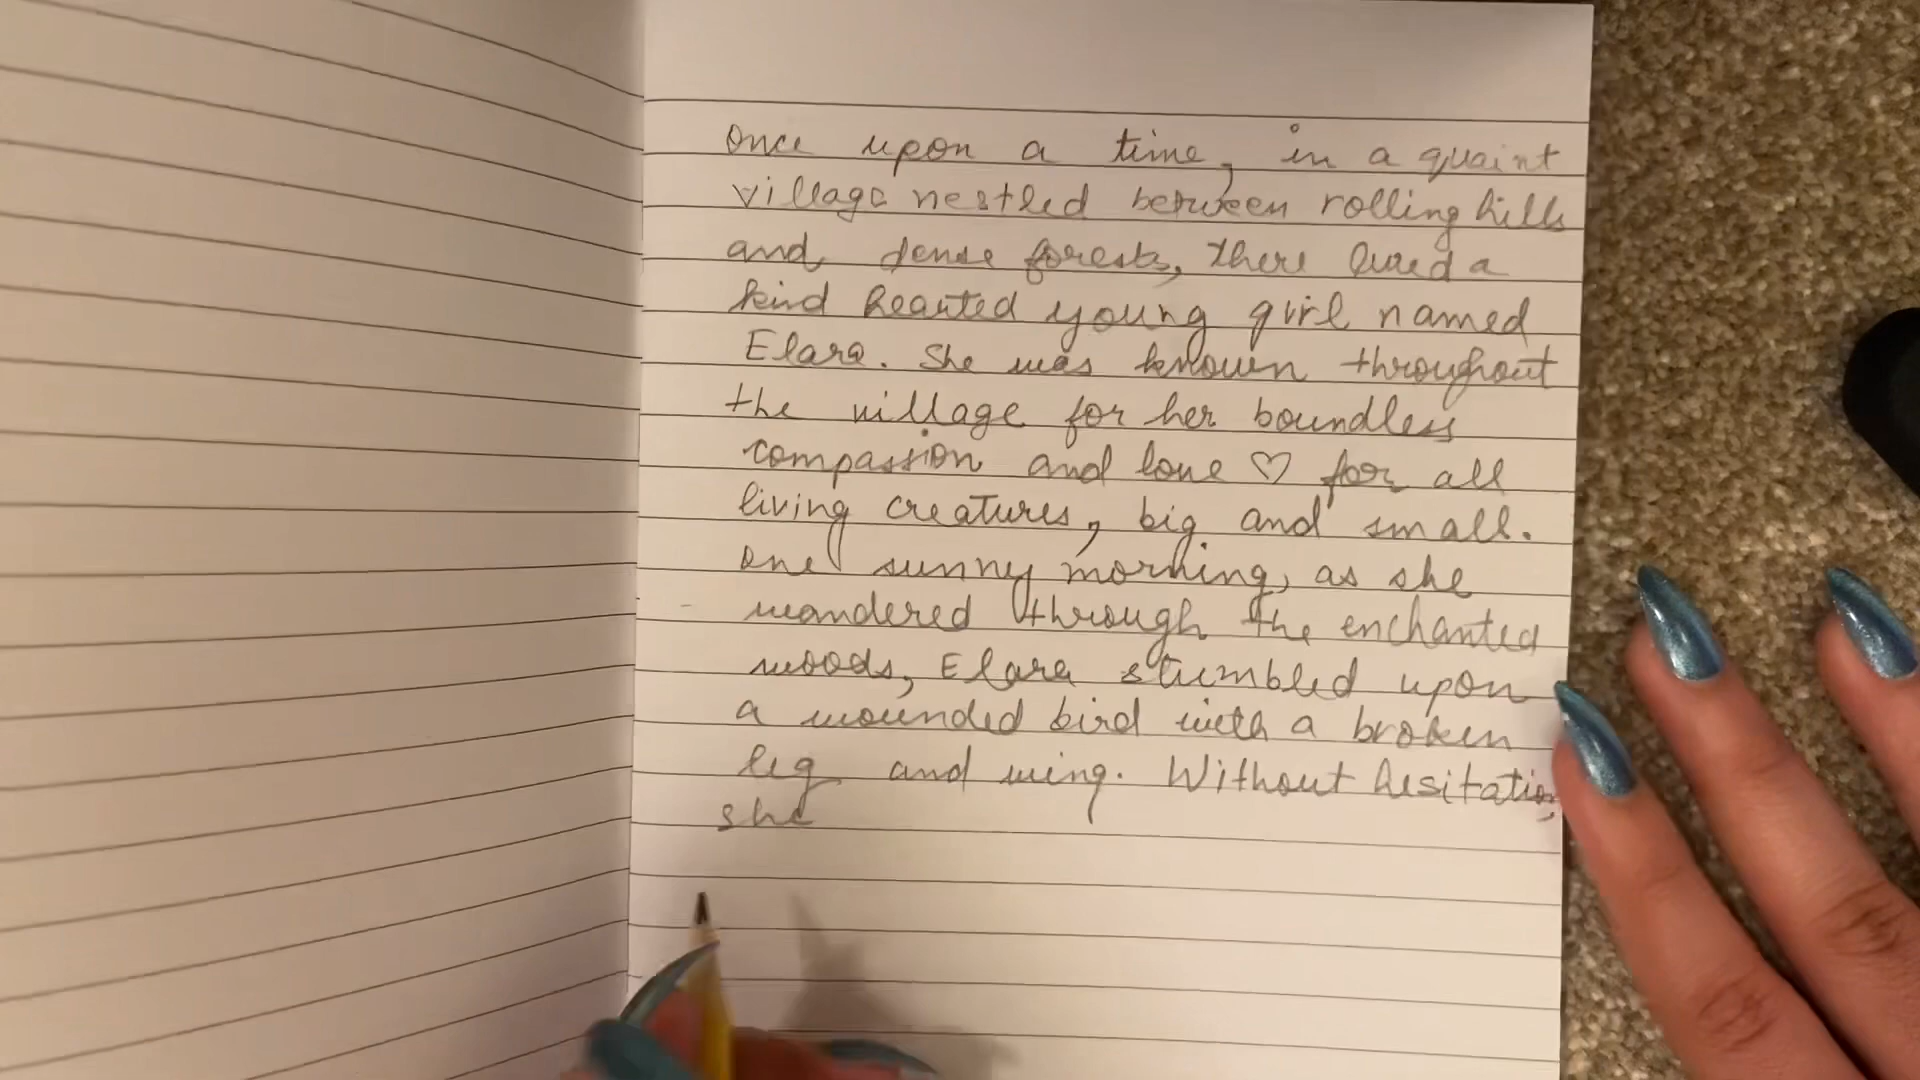 once upon a time, in a quaint
village nestled between rolling hills
and dense forests, there lived a
kind hearted young girl named
Elara. She was known throughout
the village for her boundless
compassion and love ♡ for all
living creatures, big and small.
one sunny morning, as she
wandered through the enchanted
woods, Elara stumbled upon
a wounded bird with a broken
leg and wing. Without hesitation,
she